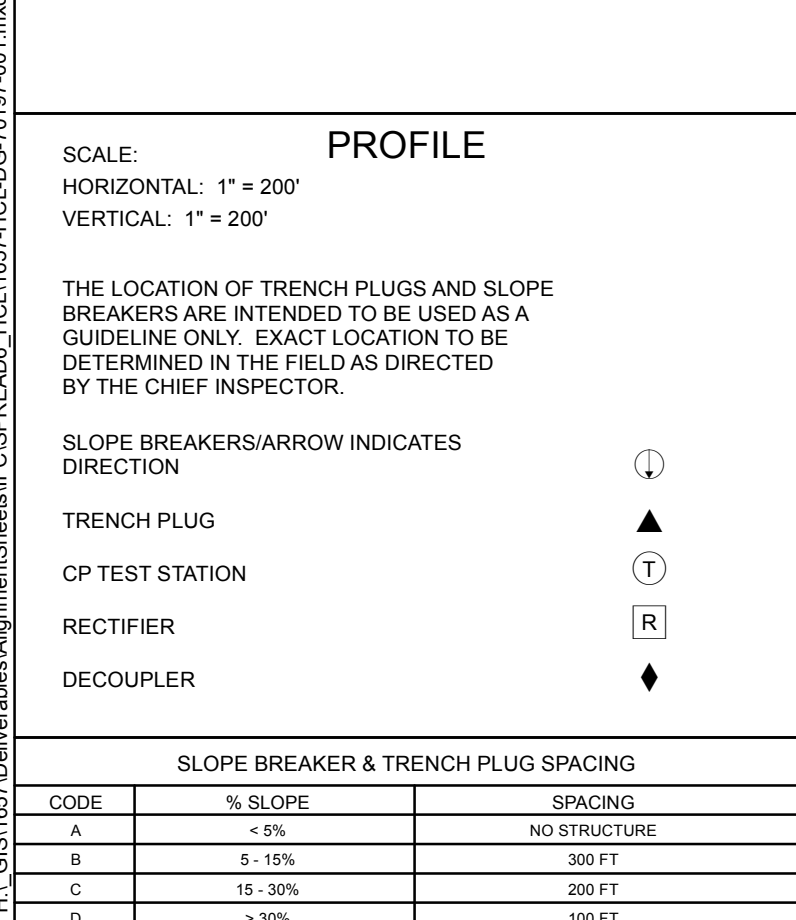 PROFILE
SCALE:
HORIZONTAL: 1" = 200'
VERTICAL: 1" = 200'
THE LOCATION OF TRENCH PLUGS AND SLOPE
BREAKERS ARE INTENDED TO BE USED AS A
GUIDELINE ONLY. EXACT LOCATION TO BE
DETERMINED IN THE FIELD AS DIRECTED
BY THE CHIEF INSPECTOR.
SLOPE BREAKERS/ARROW INDICATES
DIRECTION
TRENCH PLUG
CP TEST STATION T
RECTIFIER R
DECOUPLER
SLOPE BREAKER & TRENCH PLUG SPACING
CODE % SLOPE SPACING
A < 5% NO STRUCTURE
B 5 - 15% 300 FT
C 15 - 30% 200 FT
D > 30% 100 FT